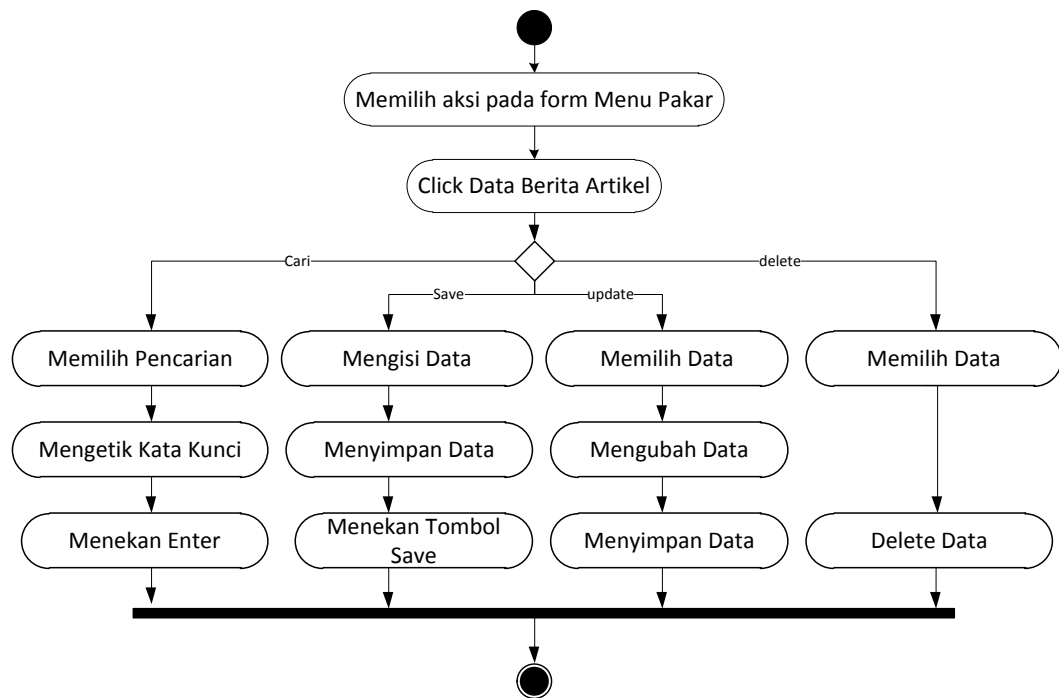 Memilih aksi pada form Menu Pakar
Click Data Berita Artikel
Cari
delete
Save
update
Memilih Pencarian
Mengisi Data
Memilih Data
Memilih Data
Mengetik Kata Kunci
Menyimpan Data
Mengubah Data
Menekan Enter
Menekan Tombol
Save
Menyimpan Data
Delete Data